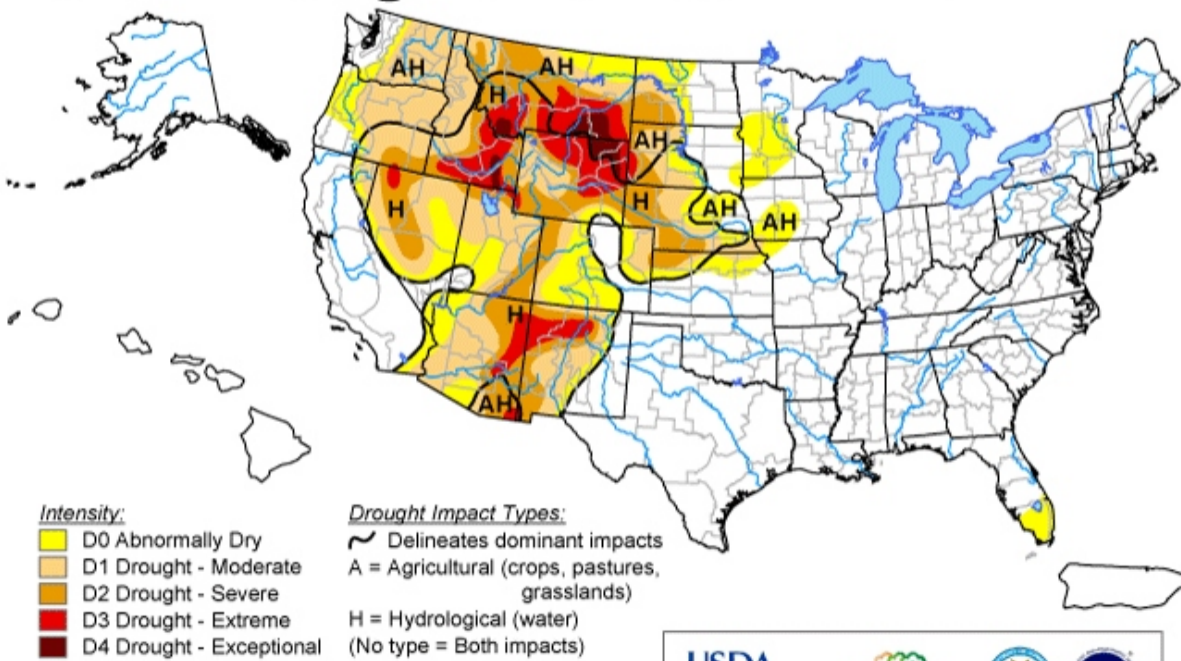 AH
AH
H
AH
H
H
AH
AH
H
AH
Intensity:
D0 Abnormally Dry
D1 Drought - Moderate
D2 Drought - Severe
D3 Drought - Extreme
D4 Drought - Exceptional
Drought Impact Types:
Delineates dominant impacts
A = Agricultural (crops, pastures,
grasslands)
H = Hydrological (water)
(No type = Both impacts)
USDA